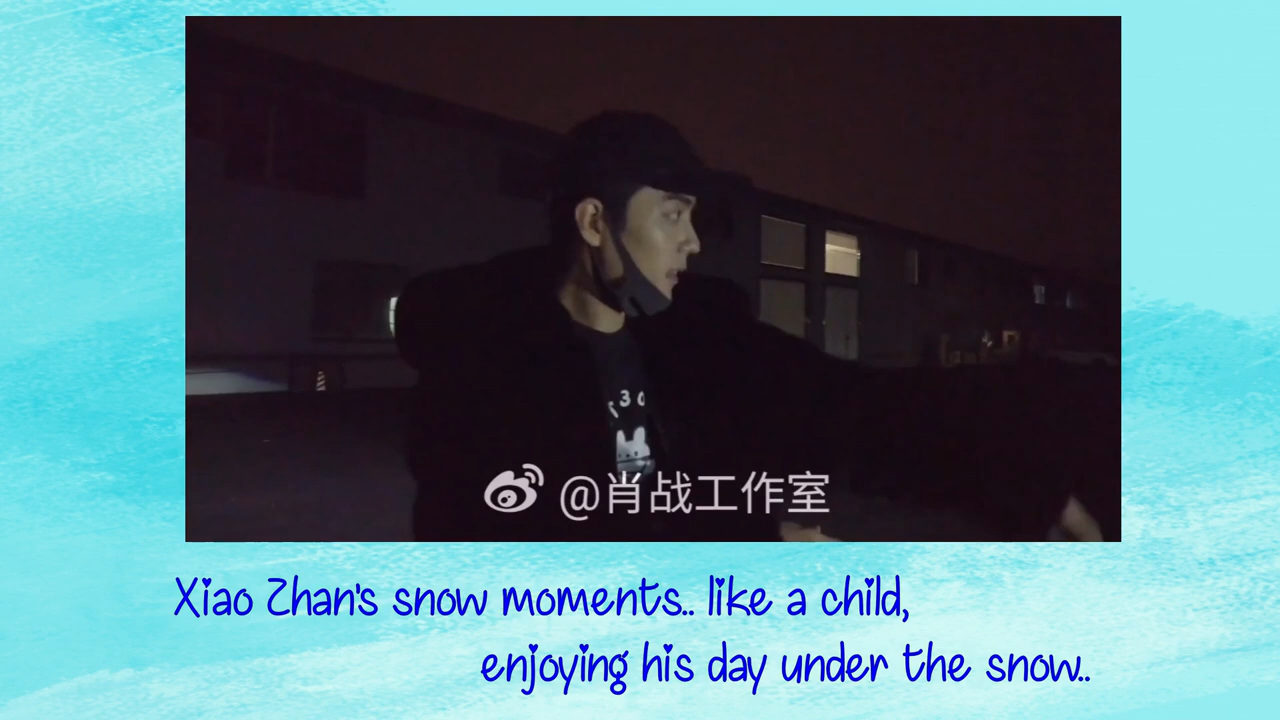 @肖战工作室
Xiao Zhan's snow moments.. like a child,
enjoying his day under the snow..